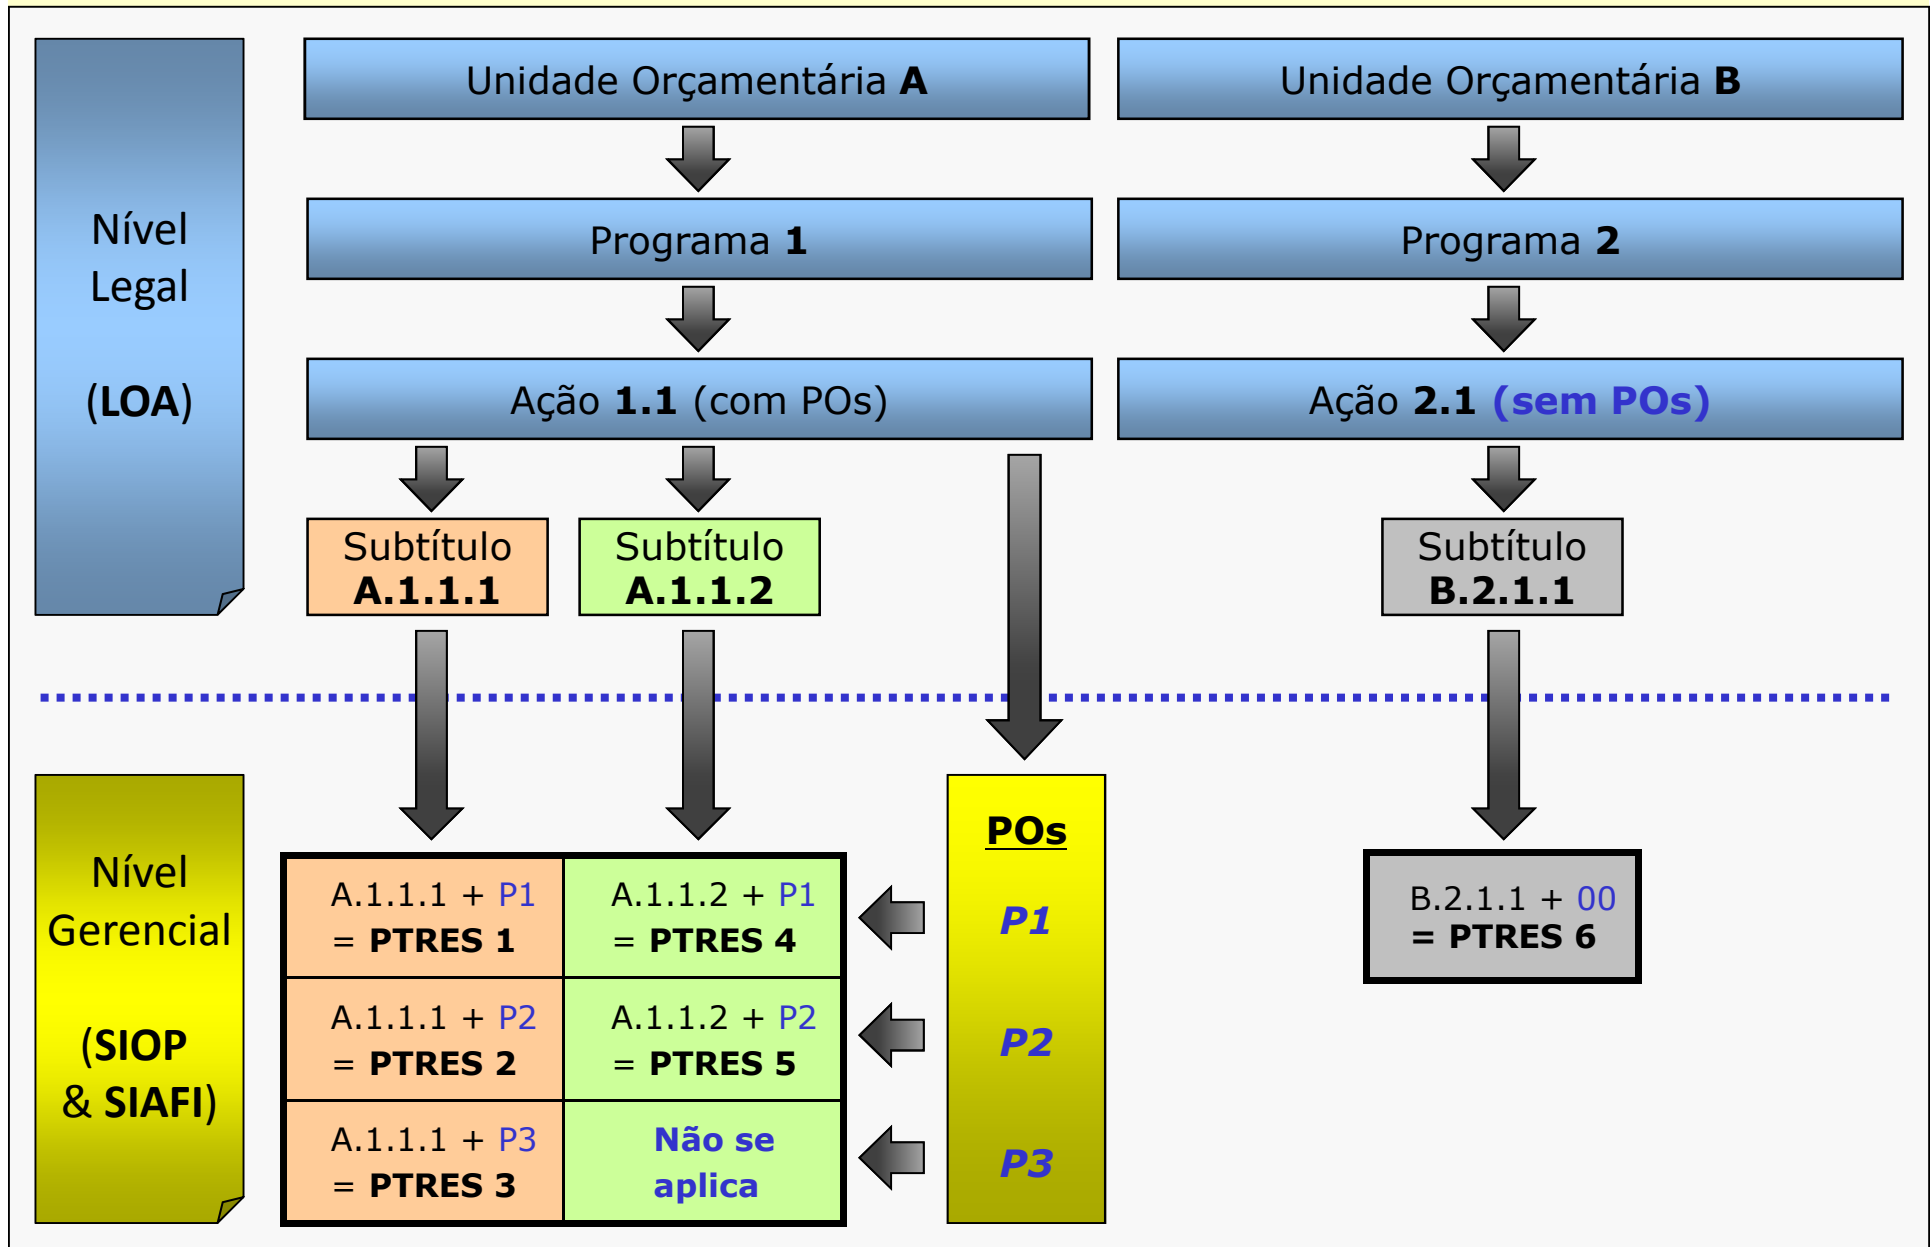 Nível
Legal
(LOA)
Unidade Orçamentária A
Unidade Orçamentária B
Programa 1
Programa 2
Ação 1.1 (com POs)
Ação 2.1 (sem POs)
Subtítulo
A.1.1.1
Subtítulo
A.1.1.2
Subtítulo
B.2.1.1
Nível
Gerencial
(SIOP
& SIAFI)
A.1.1.1 + P1
= PTRES 1
A.1.1.2 + P1
= PTRES 4
A.1.1.1 + P2
= PTRES 2
A.1.1.2 + P2
= PTRES 5
A.1.1.1 + P3
= PTRES 3
Não se
aplica
POs
P1
P2
P3
B.2.1.1 + 00
= PTRES 6